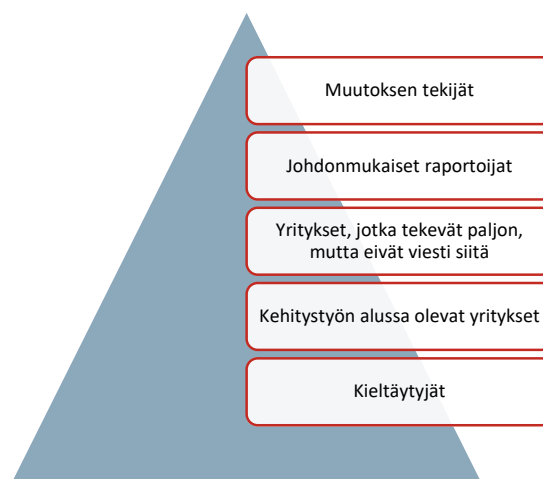 Muutoksen tekijät
Johdonmukaiset raportoijat
Yritykset, jotka tekevät paljon,
mutta eivät viesti siitä
Kehitystyön alussa olevat yritykset
Kieltäytyjät